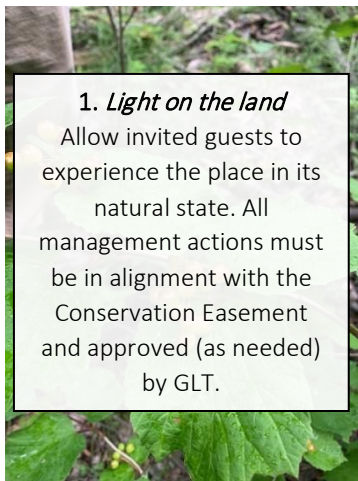 1. Light on the land
Allow invited guests to
experience the place in its
natural state. All
management actions must
be in alignment with the
Conservation Easement
and approved (as needed)
by GLT.